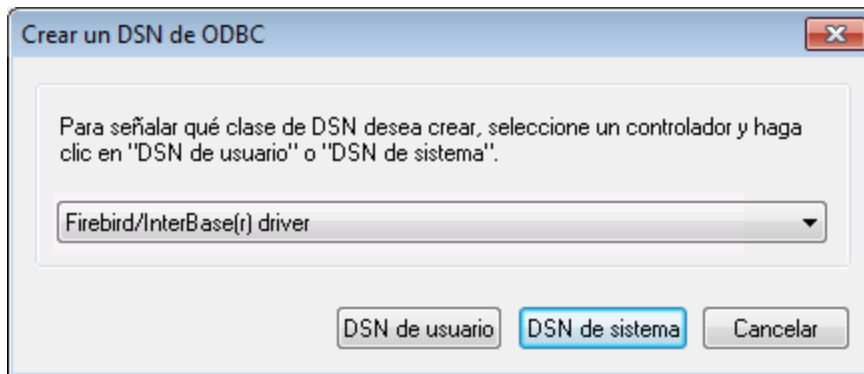 Crear un DSN de ODBC
Para señalar qué clase de DSN desea crear, seleccione un controlador y haga
clic en "DSN de usuario" o "DSN de sistema".
Firebird/InterBase(r) driver
DSN de usuario
DSN de sistema
Cancelar